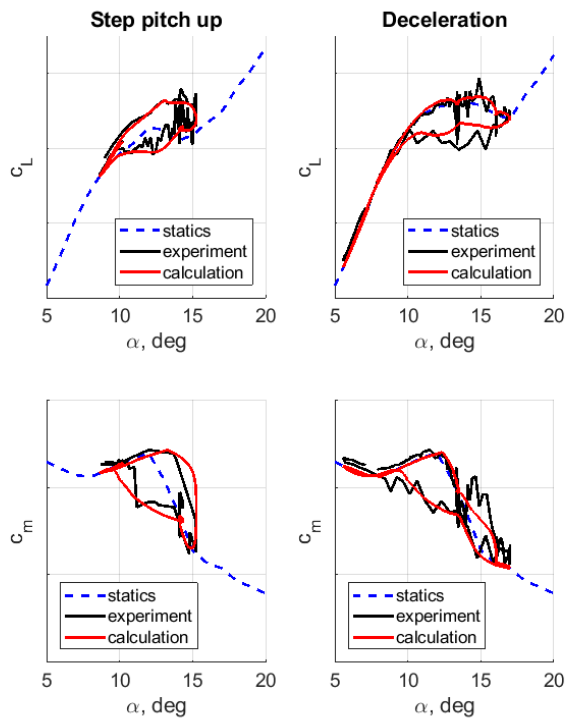 Step pitch up
Deceleration
c_L
statics
experiment
calculation
5 10 15 20
α, deg
c_L
statics
experiment
calculation
5 10 15 20
α, deg
c_m
statics
experiment
calculation
5 10 15 20
α, deg
c_m
statics
experiment
calculation
5 10 15 20
α, deg